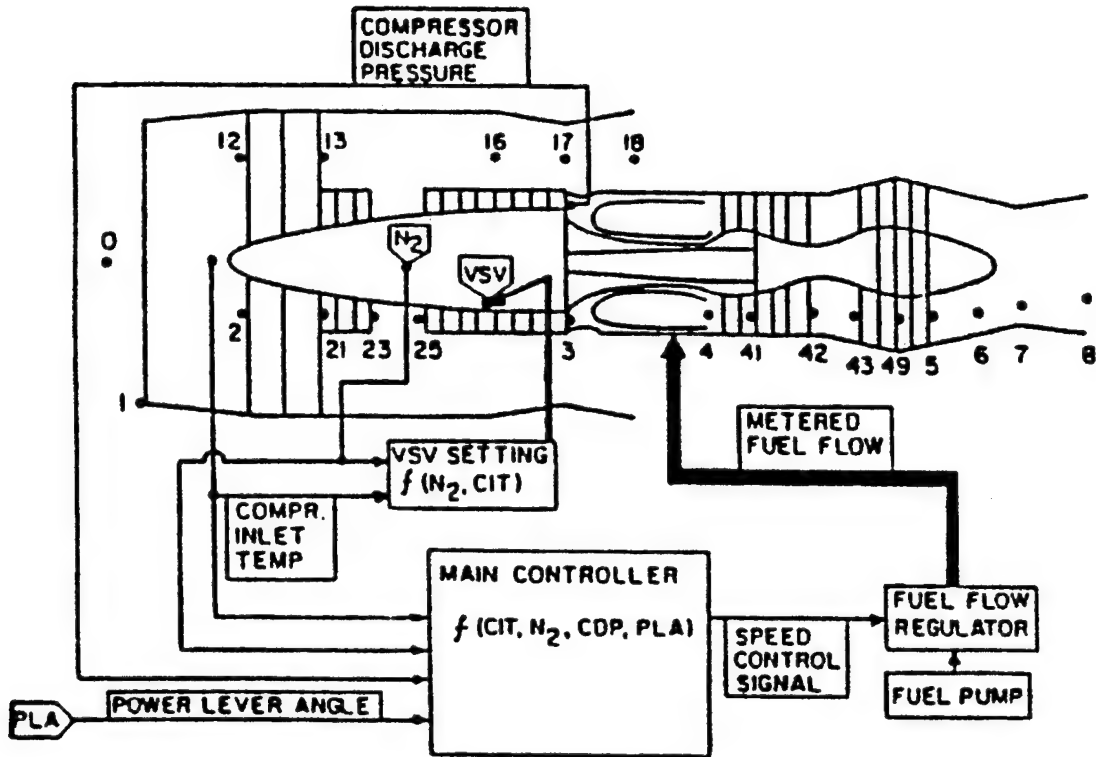 COMPRESSOR
DISCHARGE
PRESSURE
12
13
16
17
18
0
N2
VSV
2
21
23
25
3
4
41
42
43
49
5
6
7
8
1
VSV SETTING
f(N2, CIT)
METERED
FUEL FLOW
COMPR.
INLET
TEMP
MAIN CONTROLLER
f(CIT, N2, CDP, PLA)
SPEED
CONTROL
SIGNAL
FUEL FLOW
REGULATOR
FUEL PUMP
POWER LEVER ANGLE
PLA